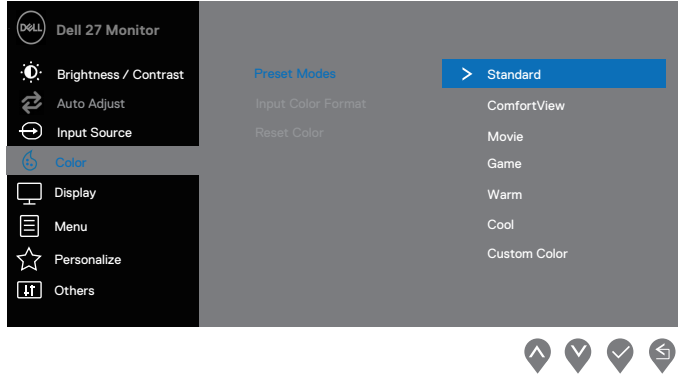 DELL
Dell 27 Monitor
Brightness / Contrast
Auto Adjust
Input Source
Color
Display
Menu
Personalize
Others
Preset Modes
Input Color Format
Reset Color
> Standard
ComfortView
Movie
Game
Warm
Cool
Custom Color